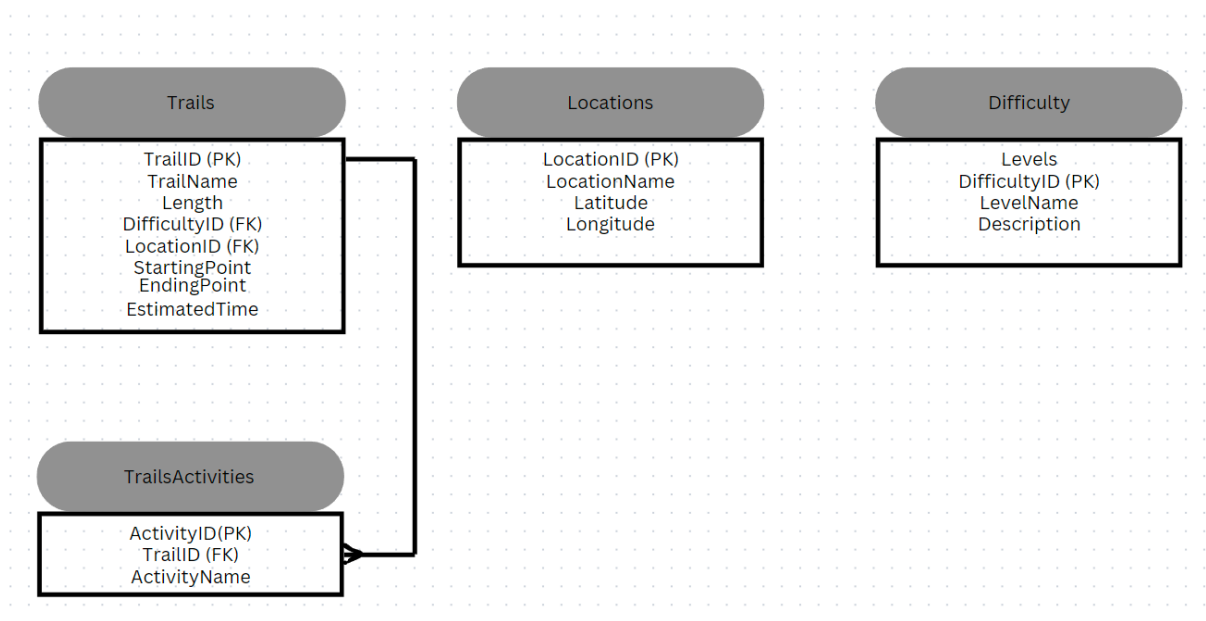 Trails
TrailID (PK)
TrailName
Length
DifficultyID (FK)
LocationID (FK)
StartingPoint
EndingPoint
EstimatedTime
Locations
LocationID (PK)
LocationName
Latitude
Longitude
Difficulty
Levels
DifficultyID (PK)
LevelName
Description
TrailsActivities
ActivityID(PK)
TrailID (FK)
ActivityName